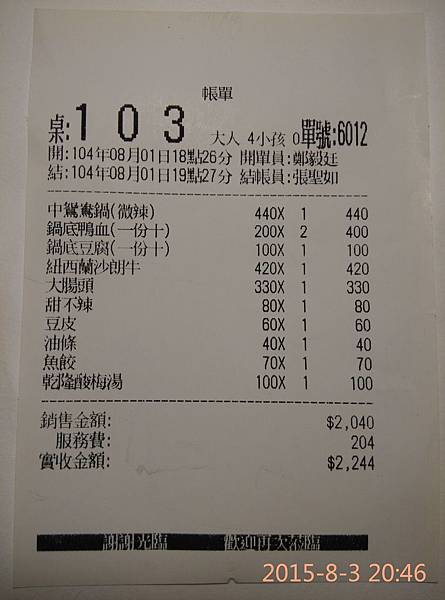 帳單
桌:103 大人 4小孩 0單號:6012
開:104年08月01日18點26分 開單員:鄭毅廷
結:104年08月01日19點27分 結帳員:張聖如
中鴛鴦鍋(微辣) 440X 1 440
鍋底鴨血(一份十) 200X 2 400
鍋底豆腐(一份十) 100X 1 100
紐西蘭沙朗牛 420X 1 420
大腸頭 330X 1 330
甜不辣 80X 1 80
豆皮 60X 1 60
油條 40X 1 40
魚餃 70X 1 70
乾隆酸梅湯 100X 1 100
銷售金額: $2,040
服務費: 204
實收金額: $2,244
謝謝光臨 歡迎再次蒞臨
2015-8-3 20:46